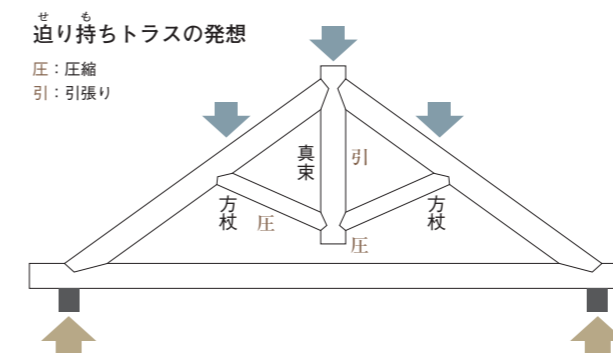 せ も
迫り持ちトラスの発想
圧：圧縮
引：引張り
真束
引
方杖
圧
方杖
圧